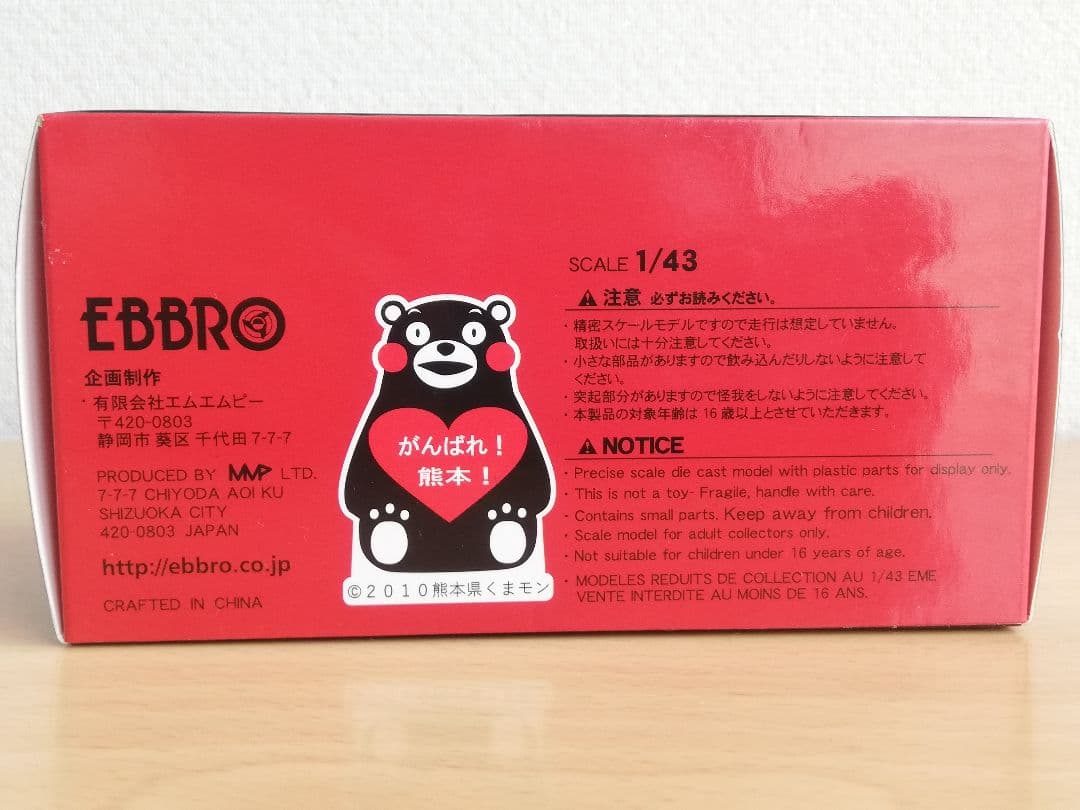 EBBRO
企画制作
・有限会社エムエムピー
〒420-0803
静岡市 葵区 千代田 7-7-7
PRODUCED BY MMP LTD.
7-7-7 CHIYODA AOI KU
SHIZUOKA CITY
420-0803 JAPAN
http://ebbro.co.jp
CRAFTED IN CHINA
がんばれ！
熊本！
©2010熊本県くまモン
SCALE 1/43
⚠注意 必ずお読みください。
・精密スケールモデルですので走行は想定していません。
取扱いには十分注意してください。
・小さな部品がありますので飲み込んだりしないように注意して
ください。
・突起部分がありますので怪我をしないように注意してください。
・本製品の対象年齢は 16 歳以上とさせていただきます。
⚠NOTICE
・Precise scale die cast model with plastic parts for display only.
・This is not a toy- Fragile, handle with care.
・Contains small parts. Keep away from children.
・Scale model for adult collectors only.
・Not suitable for children under 16 years of age.
・MODELES REDUITS DE COLLECTION AU 1/43 EME
VENTE INTERDITE AU MOINS DE 16 ANS.